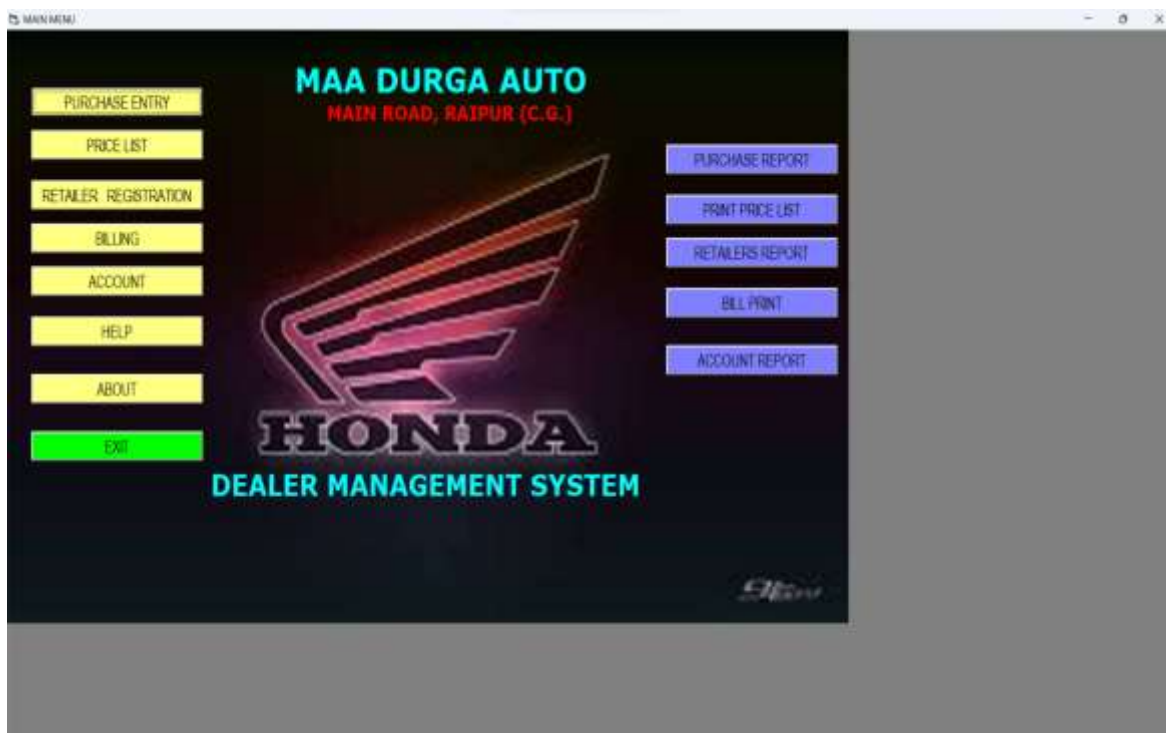 MAIN MENU
MAA DURGA AUTO
MAIN ROAD, RAIPUR (C.G.)
PURCHASE ENTRY
PRICE LIST
RETAILER REGISTRATION
BILLING
ACCOUNT
HELP
ABOUT
EXIT
PURCHASE REPORT
PRINT PRICE LIST
RETAILERS REPORT
BILL PRINT
ACCOUNT REPORT
HONDA
DEALER MANAGEMENT SYSTEM